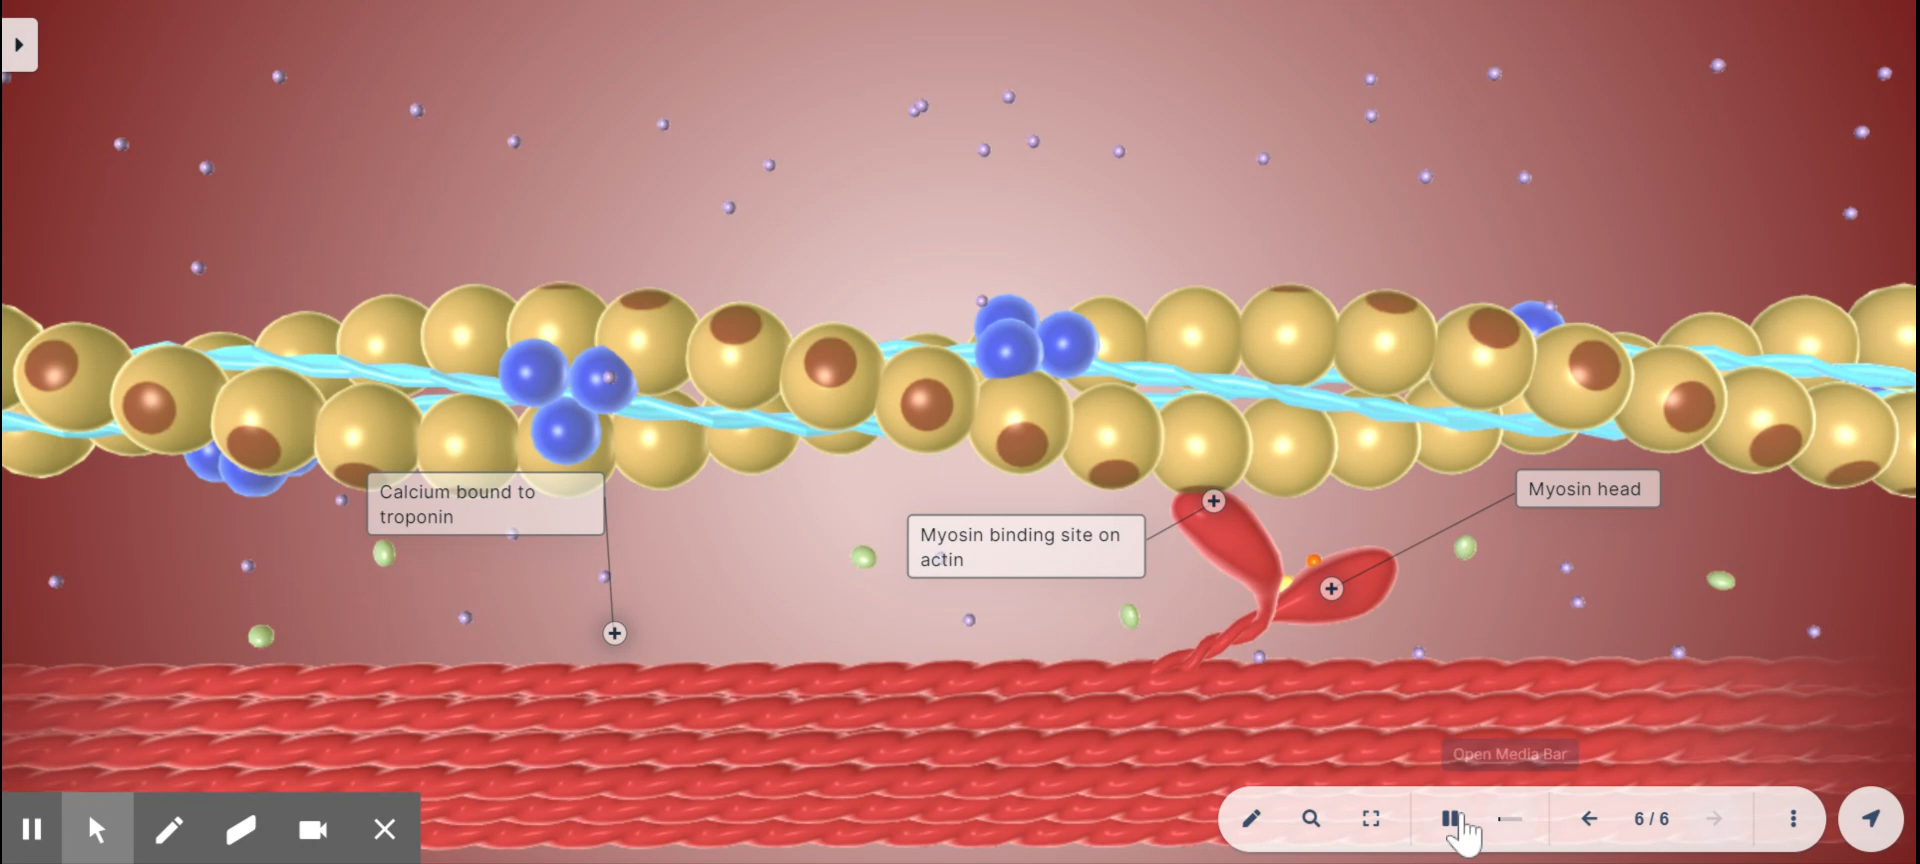 Calcium bound to
troponin
Myosin binding site on
actin
Myosin head
Open Media Bar
6 / 6